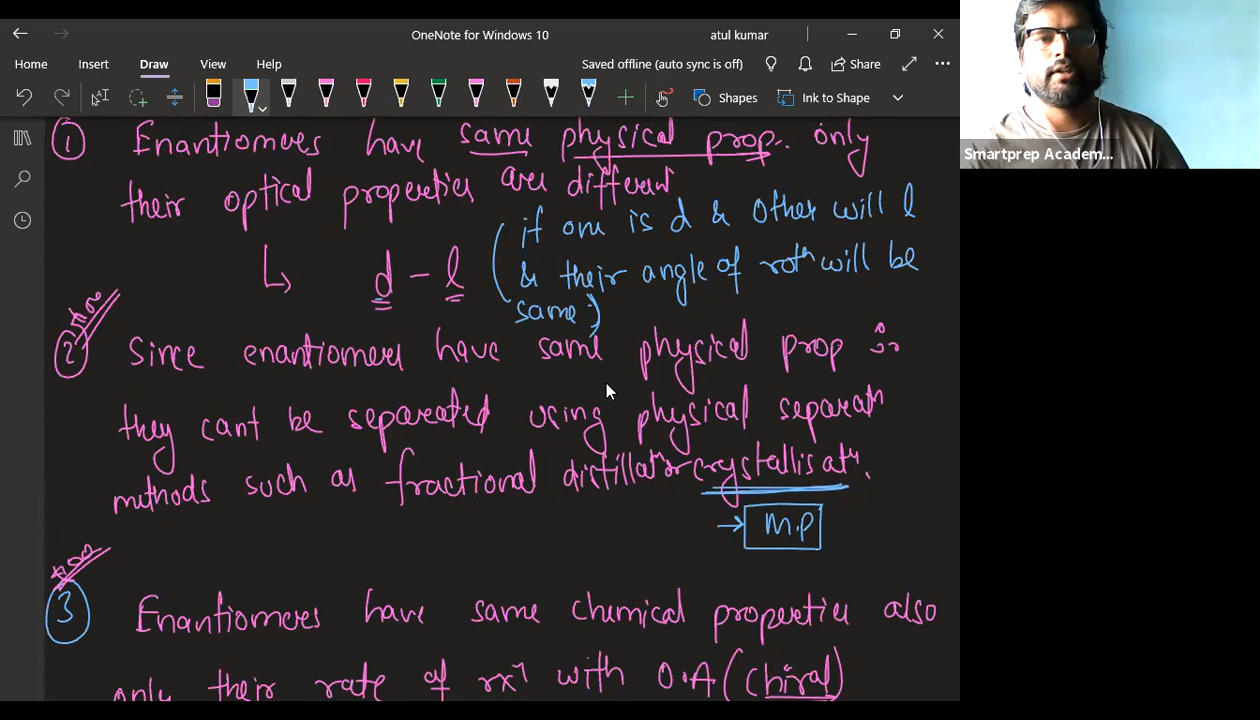 OneNote for Windows 10
atul kumar
Home Insert Draw View Help
Saved offline (auto sync is off)
Share
Shapes
Ink to Shape
Smartprep Academ...
① Enantiomers have same physical prop. only
their optical properties are different
↳ d - l
(if one is d & other will l
& their angle of rotⁿ will be
same)
② Since enantiomers have same physical prop ∴
they cant be separated using physical separatⁿ
methods such as fractional distillatⁿ or crystallisatⁿ.
→ M.P
③ Enantiomers have same chemical properties also
only their rate of rxⁿ with O.A (chiral)